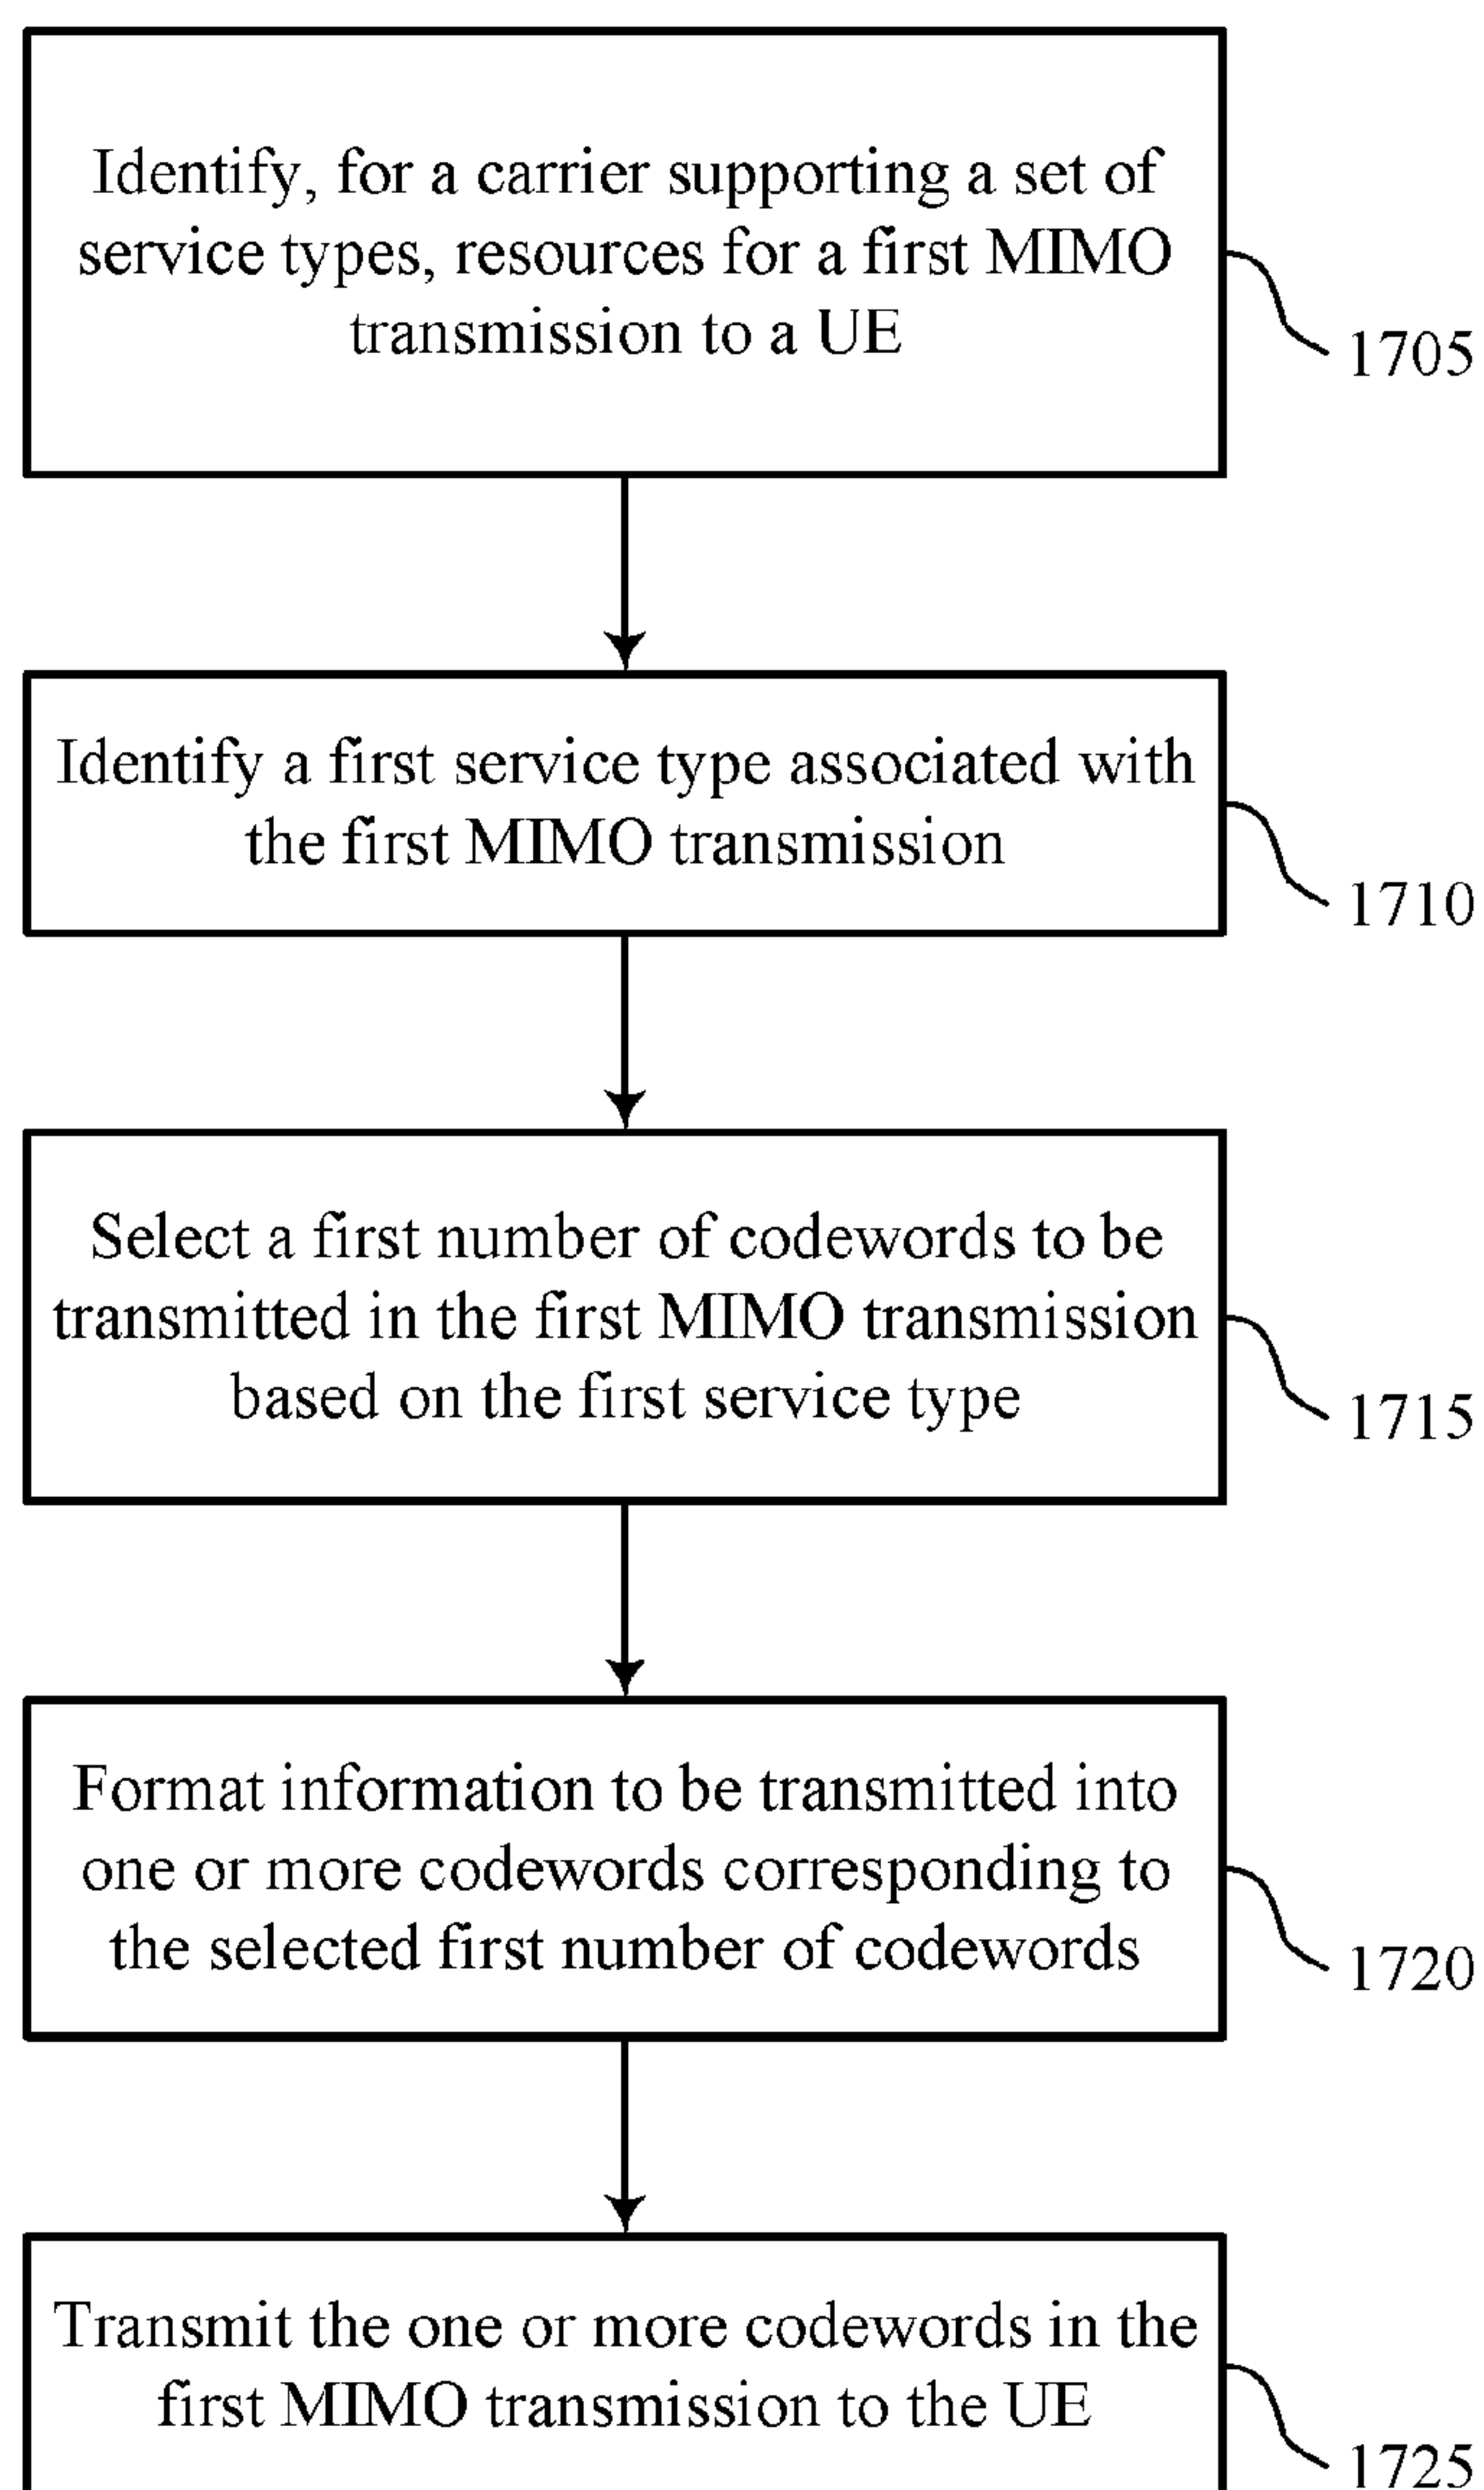 Identify, for a carrier supporting a set of
service types, resources for a first MIMO
transmission to a UE
1705
Identify a first service type associated with
the first MIMO transmission
1710
Select a first number of codewords to be
transmitted in the first MIMO transmission
based on the first service type
1715
Format information to be transmitted into
one or more codewords corresponding to
the selected first number of codewords
1720
Transmit the one or more codewords in the
first MIMO transmission to the UE
1725